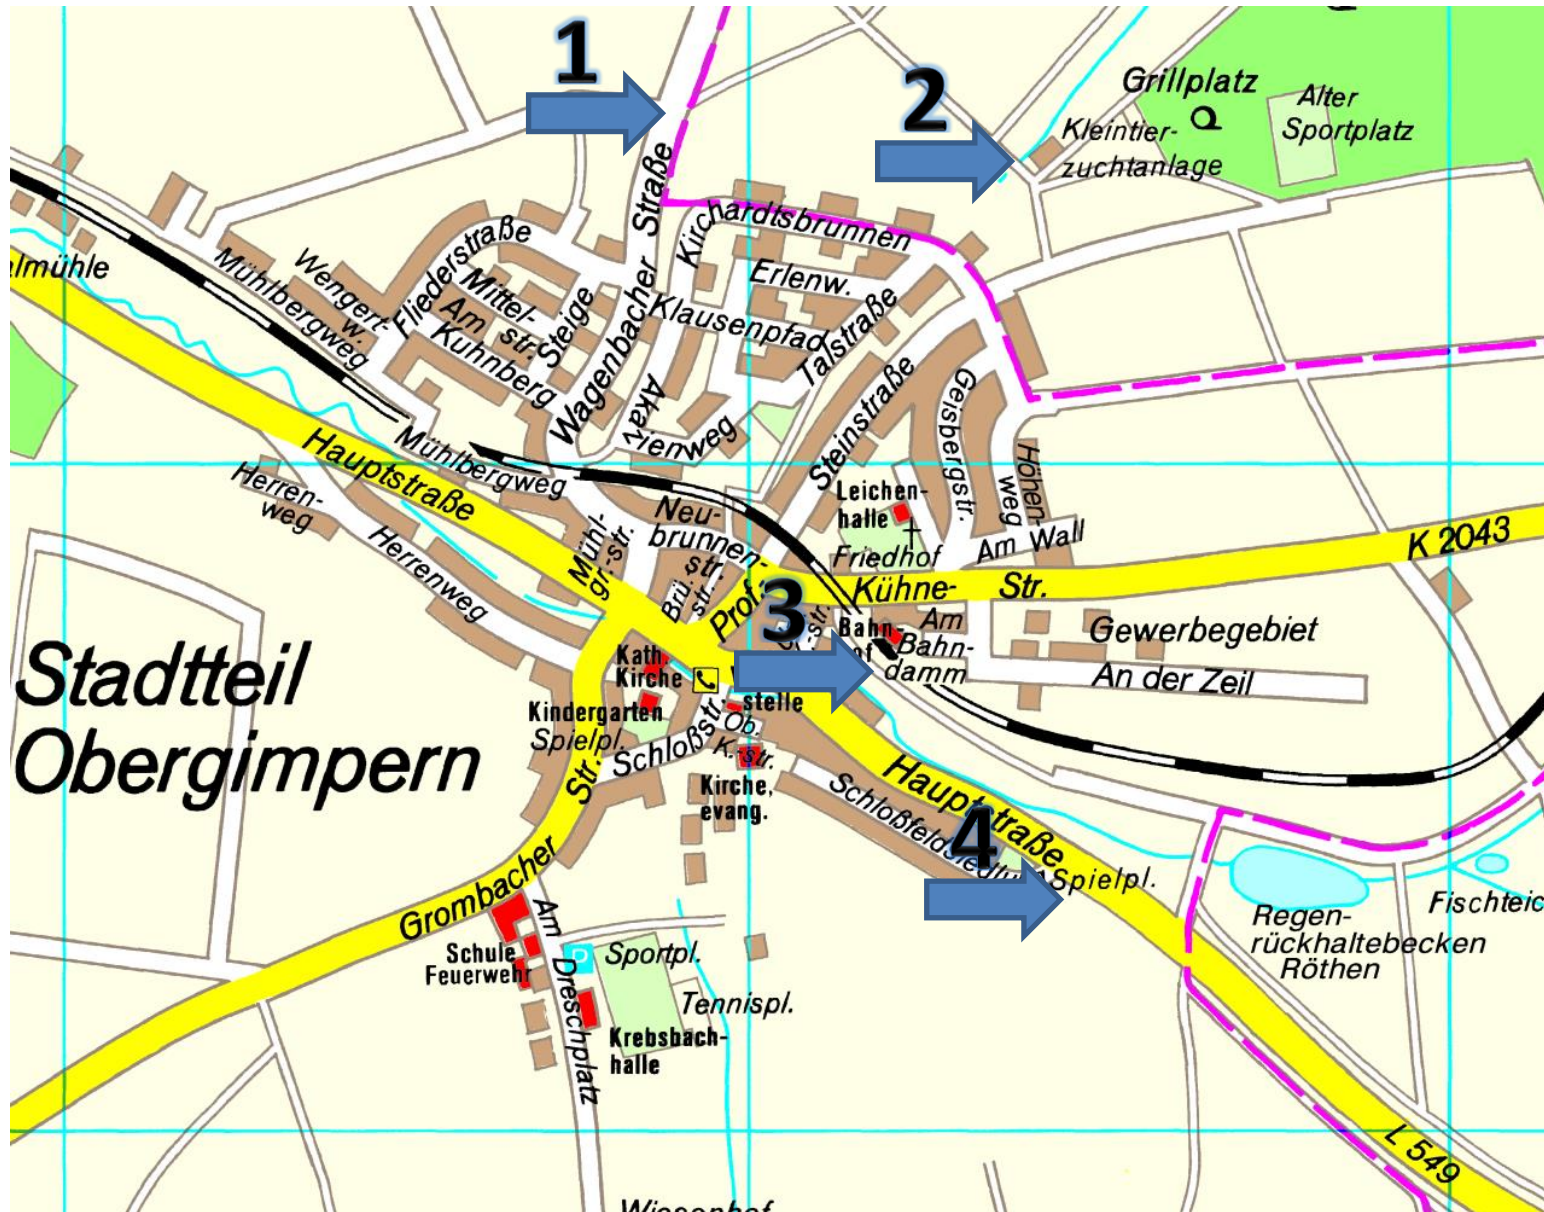 1
2
Grillplatz
Alter
Sportplatz
Kleintier-
zuchtanlage
Wagenbacher Straße
Kirchardtsbrunnen
Fliederstraße
Erlenw.
Mittel-
str.
Am
Kuhnberg
Steige
Klausenpfad
Talstraße
Wengert-
w.
Mühlbergweg
Akaz
ienweg
Steinstraße
Geisbergstr.
Höhen-
weg
Hauptstraße
Mühlbergweg
Herren-
weg
Herrenweg
Neu-
brunnen-
str.
Mühl-
gr.-str.
Brü.
str.
Leichen-
halle
Friedhof
Am Wall
K 2043
Prof.
Kühne-
Str.
3
Bahn-
Am
Bahn-
damm
Gewerbegebiet
An der Zeil
Stadtteil
Obergimpern
Kath.
Kirche
Kindergarten
Spielpl.
Schloßstr.
stelle
Ob.
K.-str.
Kirche,
evang.
Hauptstraße
4
Spielpl.
Grombacher
Str.
Schule
Feuerwehr
Am
Dreschplatz
P
Sportpl.
Tennispl.
Krebsbach-
halle
Regen-
rückhaltebecken
Röthen
L 549